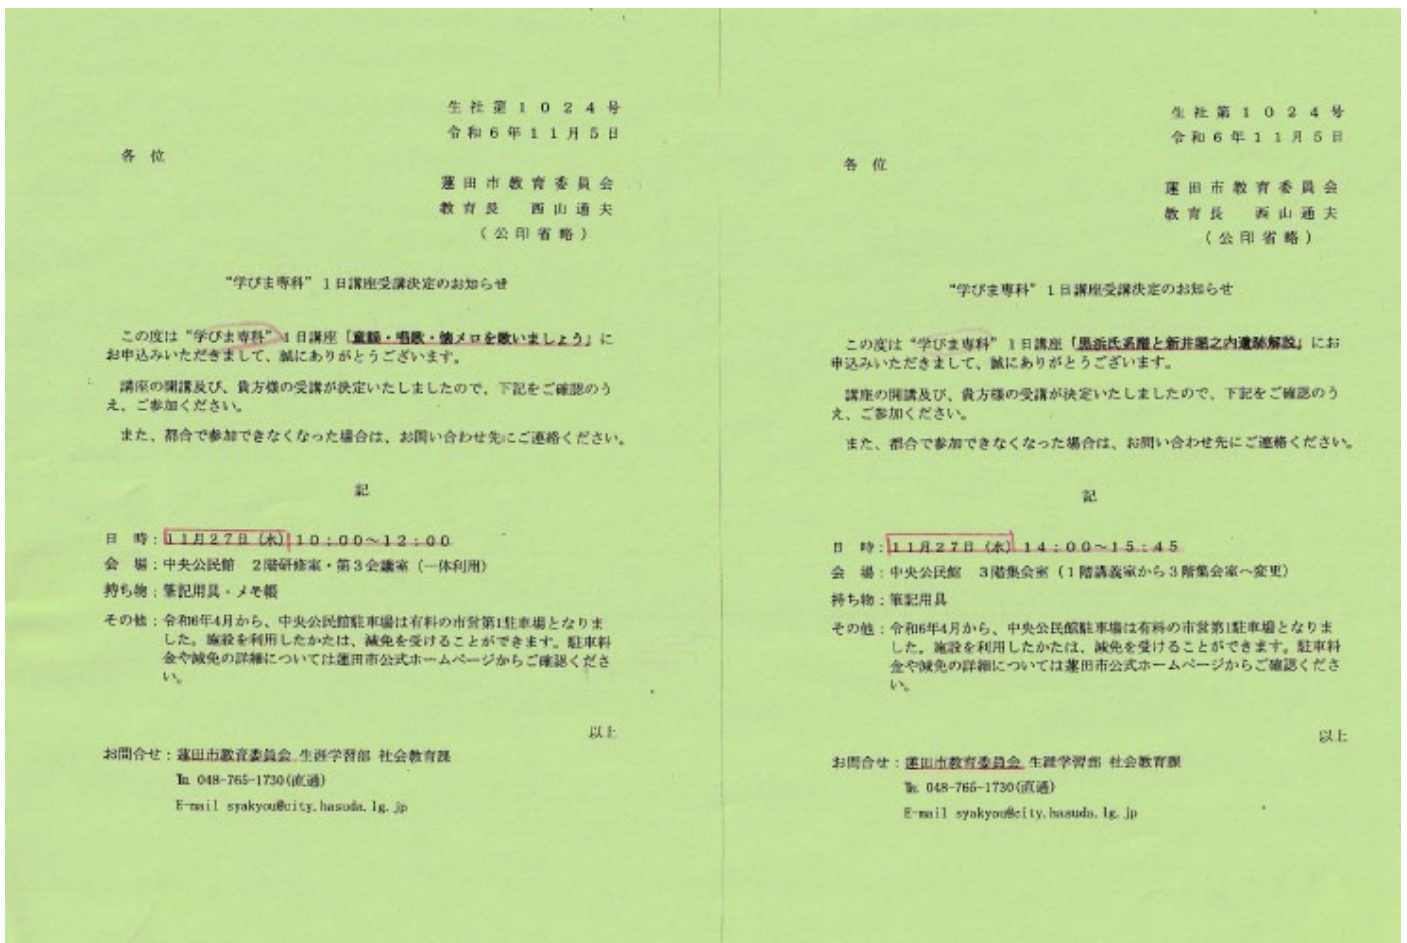 生社第1024号
令和6年11月5日
各位
蓮田市教育委員会
教育長 西山通夫
(公印省略)
“学びま専科”1日講座受講決定のお知らせ
この度は“学びま専科”1日講座「童謡・唱歌・懐メロを歌いましょう」に
お申込みいただきまして、誠にありがとうございます。
講座の開講及び、貴方様の受講が決定いたしましたので、下記をご確認のう
え、ご参加ください。
また、都合で参加できなくなった場合は、お問い合わせ先にご連絡ください。
記
日 時:11月27日(水)10:00~12:00
会 場:中央公民館 2階研修室・第3会議室(一体利用)
持ち物:筆記用具・メモ帳
その他:令和6年4月から、中央公民館駐車場は有料の市営第1駐車場となりま
した。施設を利用したかたは、減免を受けることができます。駐車料
金や減免の詳細については蓮田市公式ホームページからご確認くださ
い。
以上
お問合せ:蓮田市教育委員会 生涯学習部 社会教育課
℡ 048-765-1730(直通)
E-mail syakyou@city.hasuda.lg.jp
生社第1024号
令和6年11月5日
各位
蓮田市教育委員会
教育長 西山通夫
(公印省略)
“学びま専科”1日講座受講決定のお知らせ
この度は“学びま専科”1日講座「黒浜氏系譜と新井堀之内遺跡解説」にお
申込みいただきまして、誠にありがとうございます。
講座の開講及び、貴方様の受講が決定いたしましたので、下記をご確認のう
え、ご参加ください。
また、都合で参加できなくなった場合は、お問い合わせ先にご連絡ください。
記
日 時:11月27日(水)14:00~15:45
会 場:中央公民館 3階集会室(1階講義室から3階集会室へ変更)
持ち物:筆記用具
その他:令和6年4月から、中央公民館駐車場は有料の市営第1駐車場となりま
した。施設を利用したかたは、減免を受けることができます。駐車料
金や減免の詳細については蓮田市公式ホームページからご確認くださ
い。
以上
お問合せ:蓮田市教育委員会 生涯学習部 社会教育課
℡ 048-765-1730(直通)
E-mail syakyou@city.hasuda.lg.jp